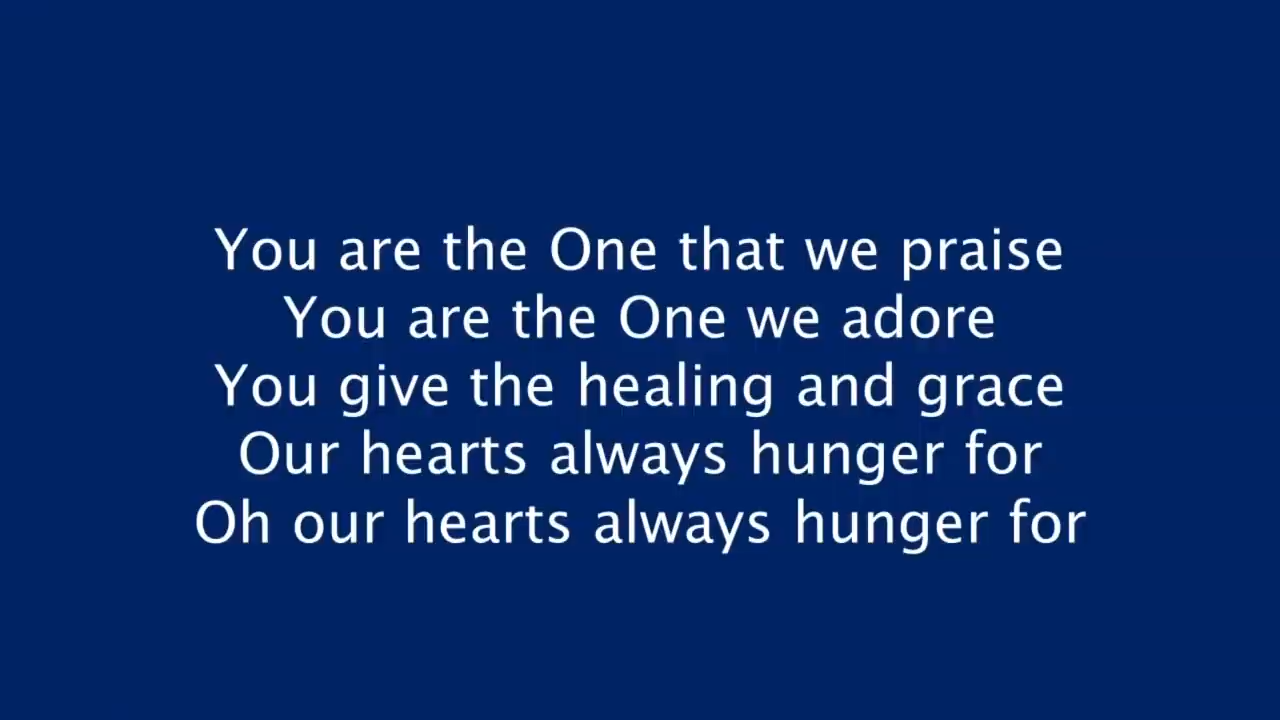 You are the One that we praise
You are the One we adore
You give the healing and grace
Our hearts always hunger for
Oh our hearts always hunger for